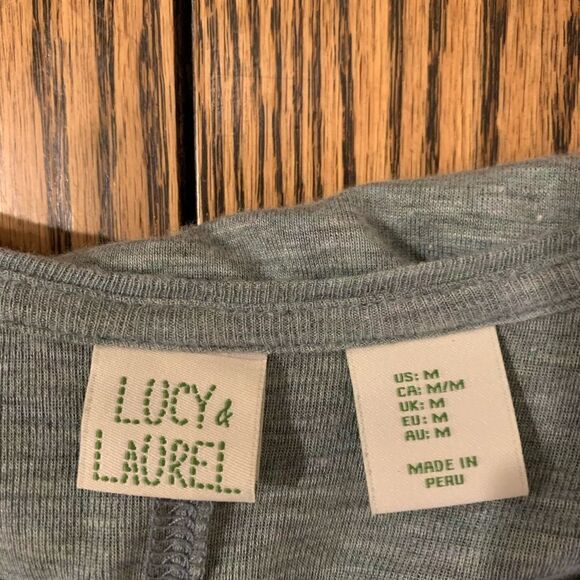 LUCY &
LAUREL
US: M
CA: M/M
UK: M
EU: M
AU: M
MADE IN
PERU